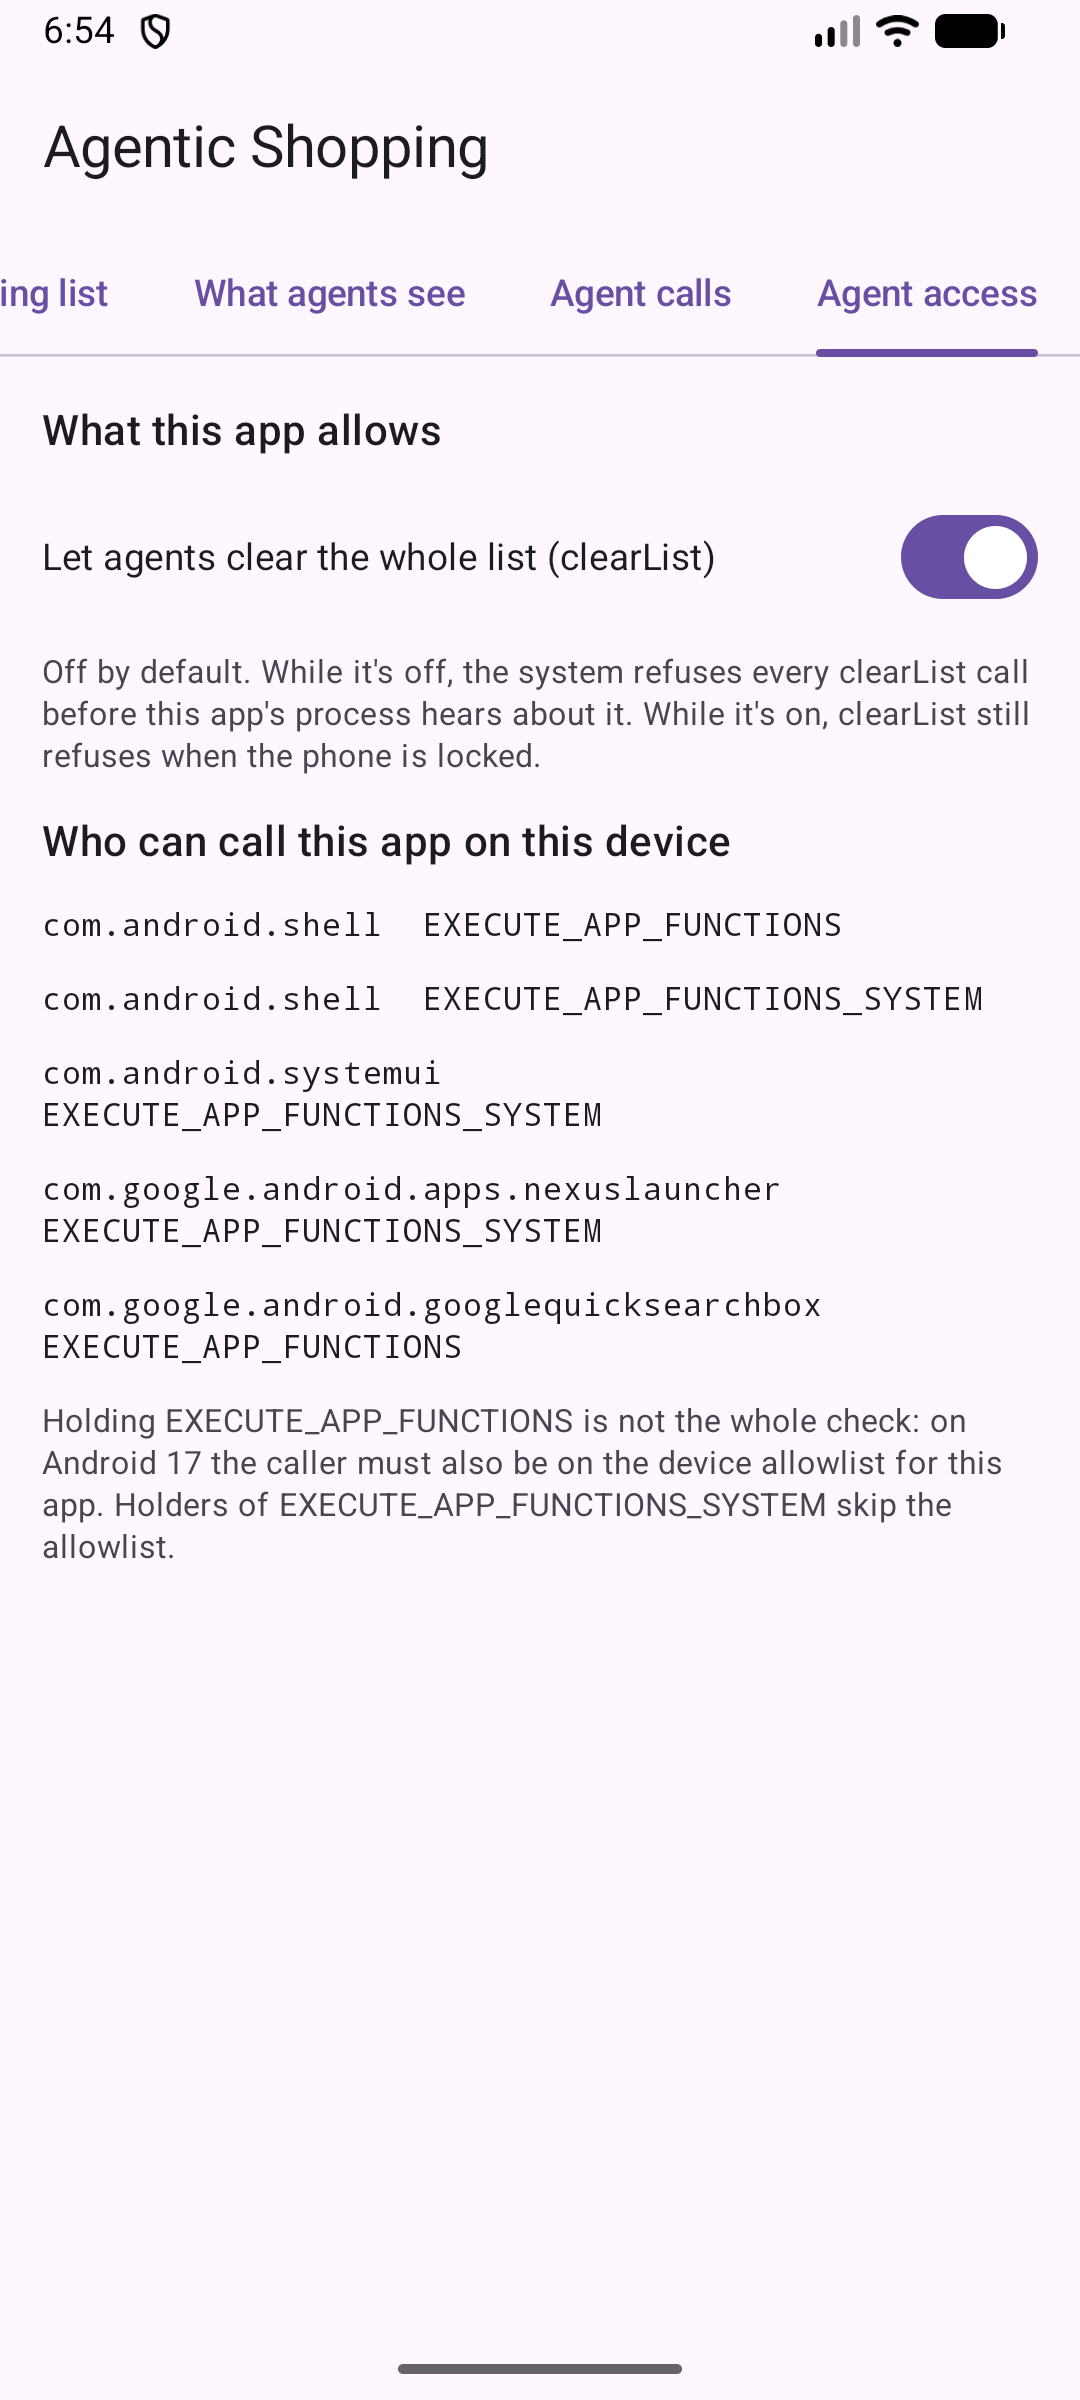 6:54
Agentic Shopping
ing list What agents see Agent calls Agent access
What this app allows
Let agents clear the whole list (clearList)
Off by default. While it's off, the system refuses every clearList call
before this app's process hears about it. While it's on, clearList still
refuses when the phone is locked.
Who can call this app on this device
com.android.shell EXECUTE_APP_FUNCTIONS
com.android.shell EXECUTE_APP_FUNCTIONS_SYSTEM
com.android.systemui
EXECUTE_APP_FUNCTIONS_SYSTEM
com.google.android.apps.nexuslauncher
EXECUTE_APP_FUNCTIONS_SYSTEM
com.google.android.googlequicksearchbox
EXECUTE_APP_FUNCTIONS
Holding EXECUTE_APP_FUNCTIONS is not the whole check: on
Android 17 the caller must also be on the device allowlist for this
app. Holders of EXECUTE_APP_FUNCTIONS_SYSTEM skip the
allowlist.